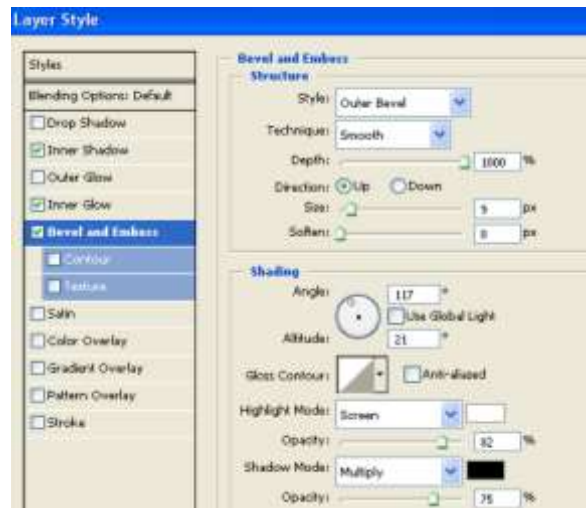 Layer Style
Styles
Blending Options: Default
Drop Shadow
Inner Shadow
Outer Glow
Inner Glow
Bevel and Emboss
Contour
Texture
Satin
Color Overlay
Gradient Overlay
Pattern Overlay
Stroke
Bevel and Emboss
Structure
Style: Outer Bevel
Technique: Smooth
Depth: 1000 %
Direction: Up Down
Size: px
Soften: px
Shading
Angle: 117 °
Use Global Light
Altitude: 21 °
Gloss Contour: Anti-aliased
Highlight Mode: Screen
Opacity: %
Shadow Mode: Multiply
Opacity: 75 %